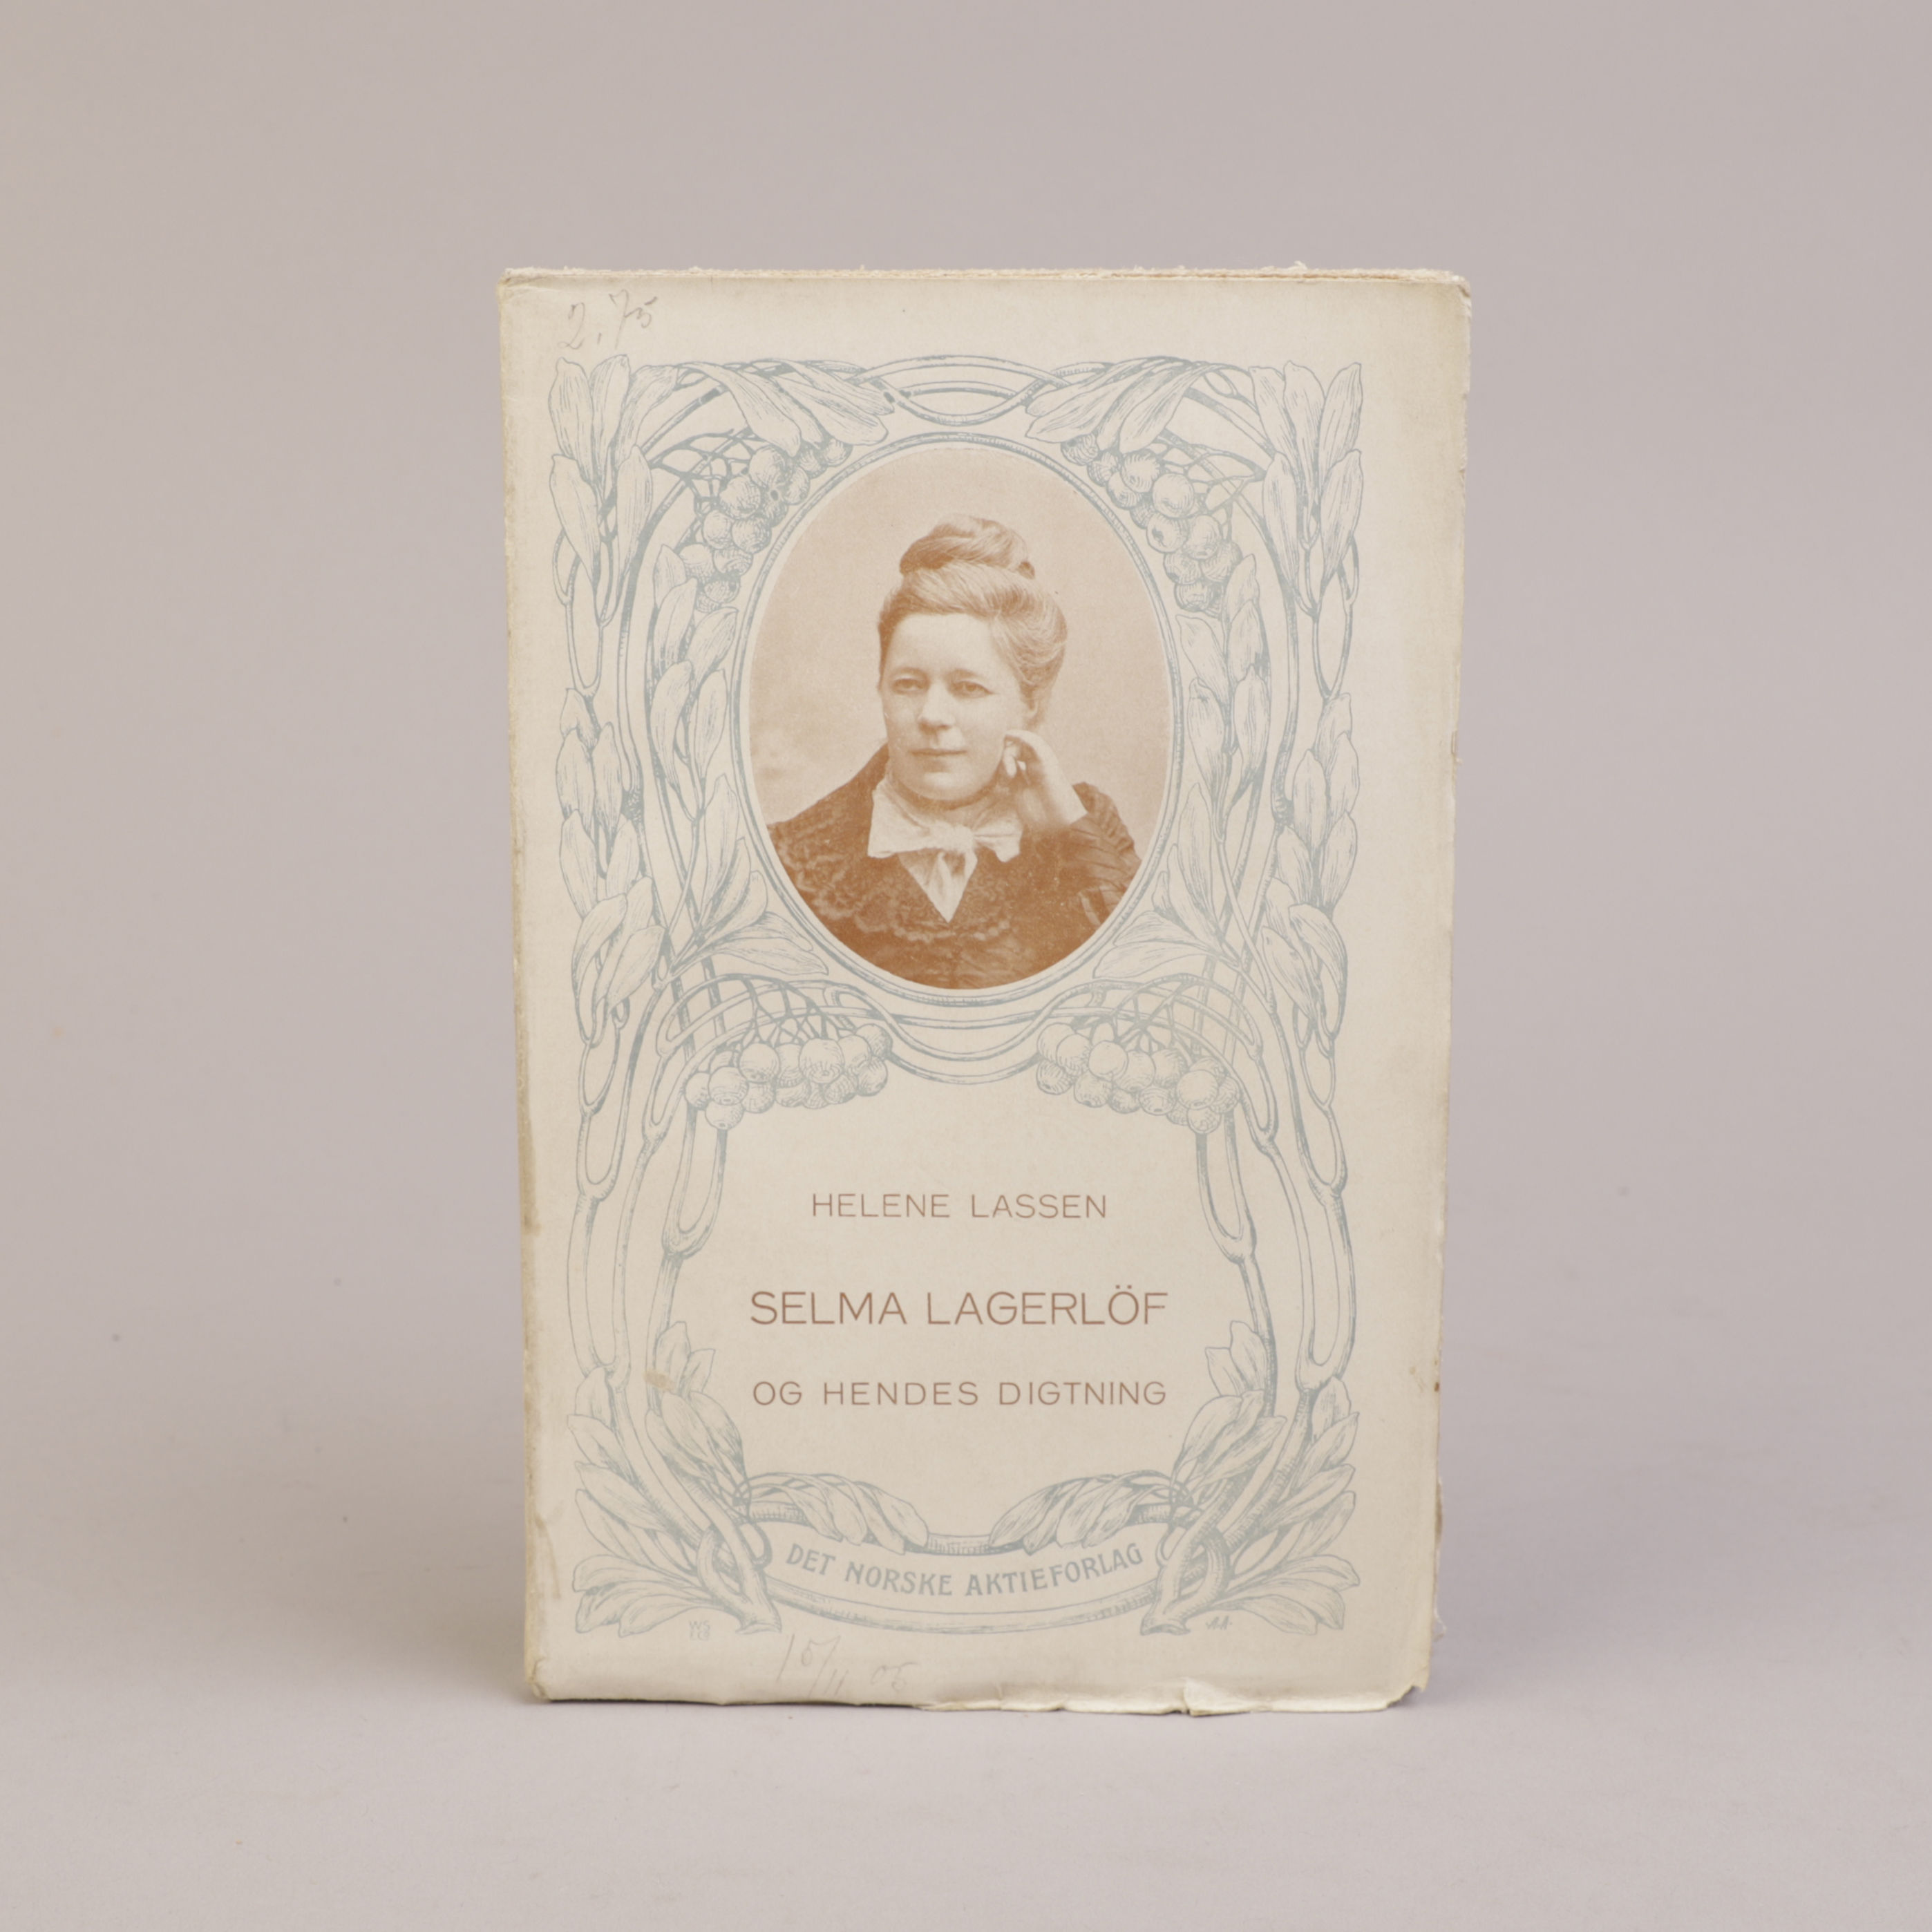 2,75
HELENE LASSEN
SELMA LAGERLÖF
OG HENDES DIGTNING
DET NORSKE AKTIEFORLAG